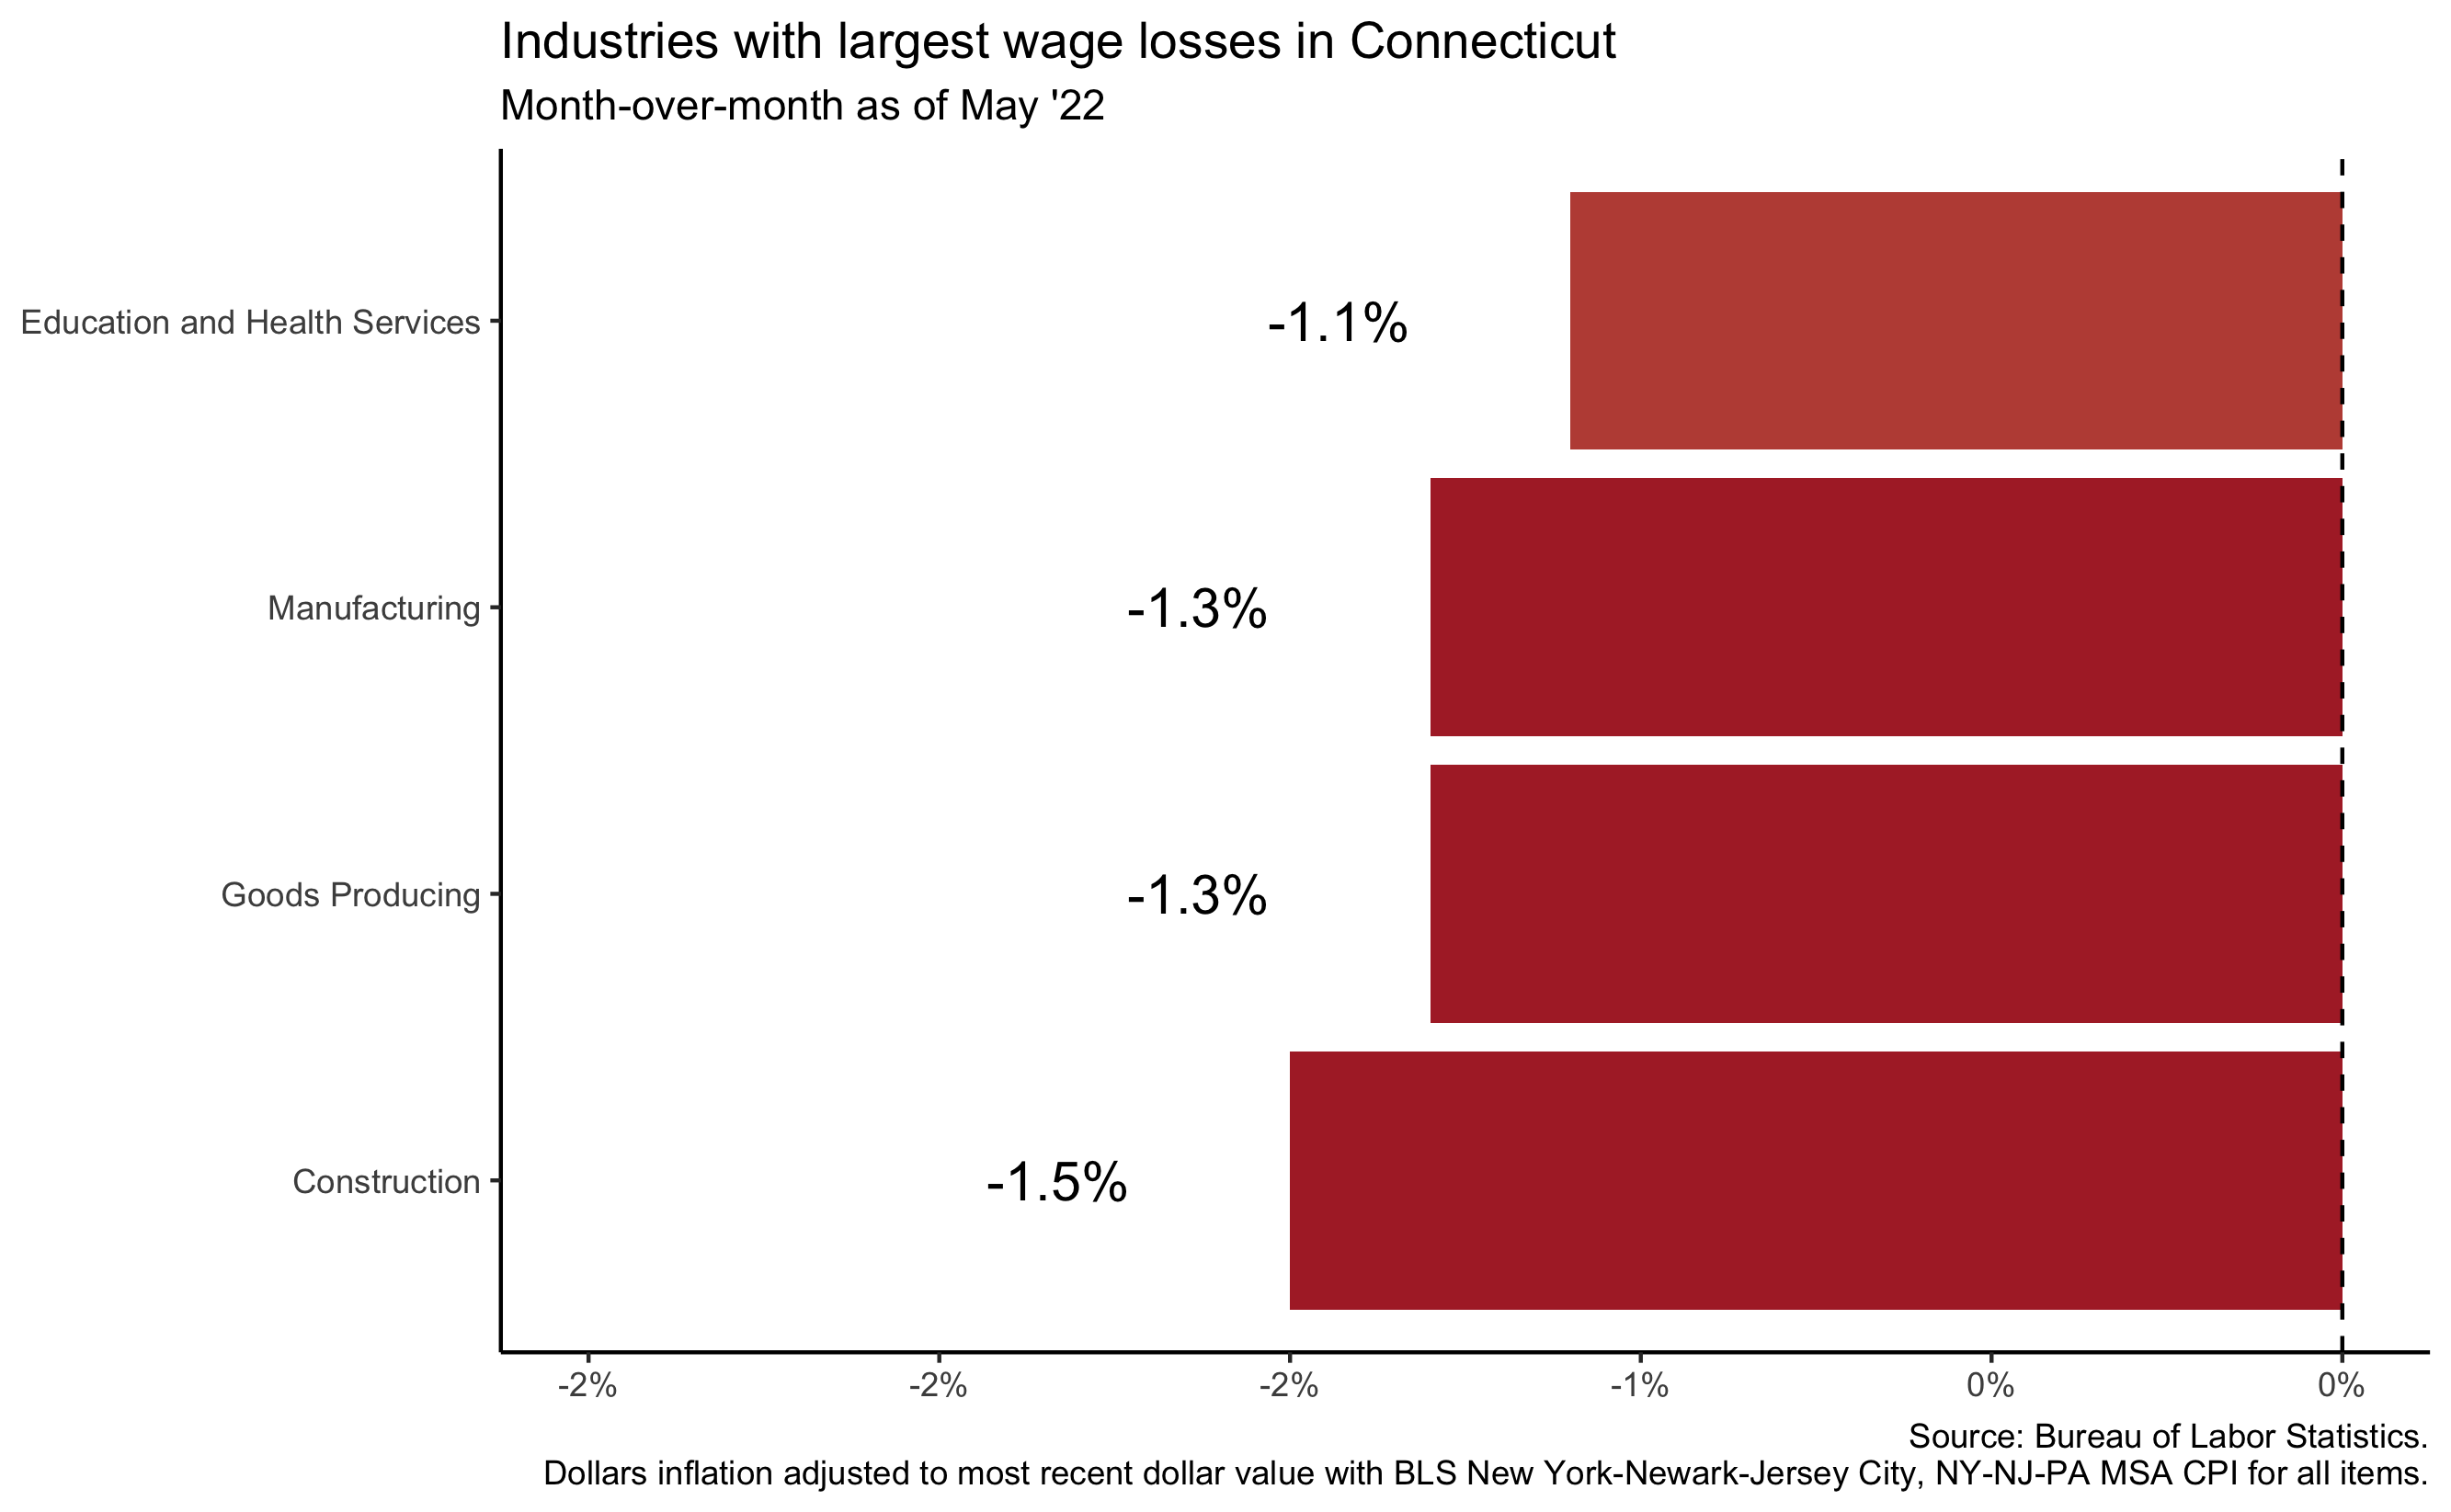 Industries with largest wage losses in Connecticut
Month-over-month as of May '22
Education and Health Services
-1.1%
Manufacturing
-1.3%
Goods Producing
-1.3%
Construction
-1.5%
-2%
-2%
-2%
-1%
0%
0%
Source: Bureau of Labor Statistics.
Dollars inflation adjusted to most recent dollar value with BLS New York-Newark-Jersey City, NY-NJ-PA MSA CPI for all items.